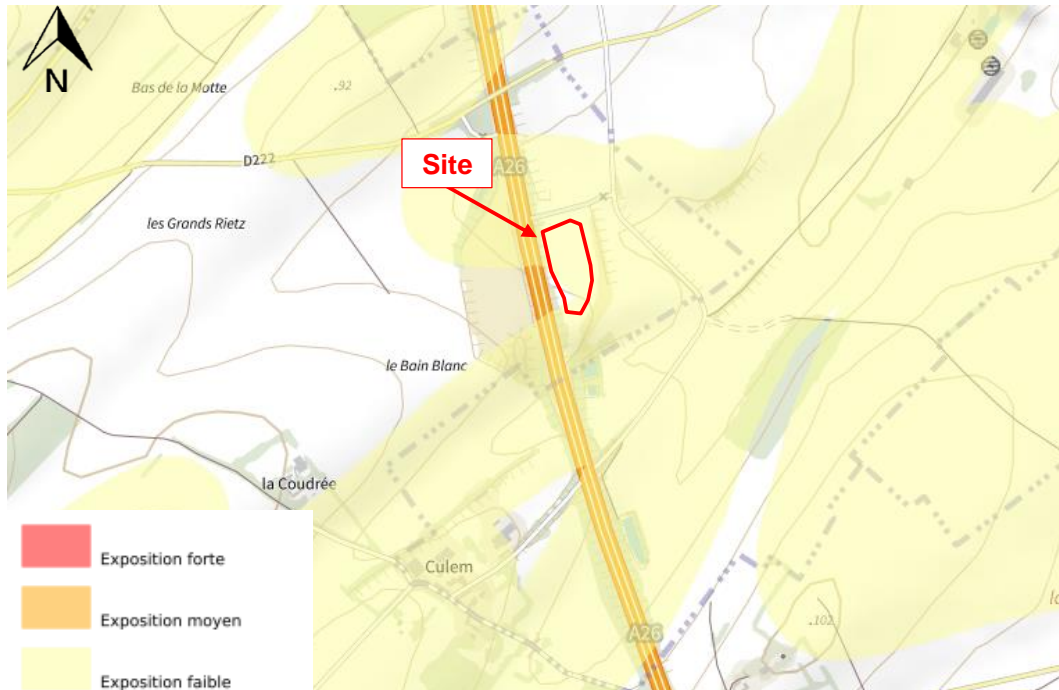 N
Bas de la Motte
.92
D222
A26
Site
les Grands Rietz
le Bain Blanc
la Coudrée
Culem
A26
.102
Exposition forte
Exposition moyen
Exposition faible